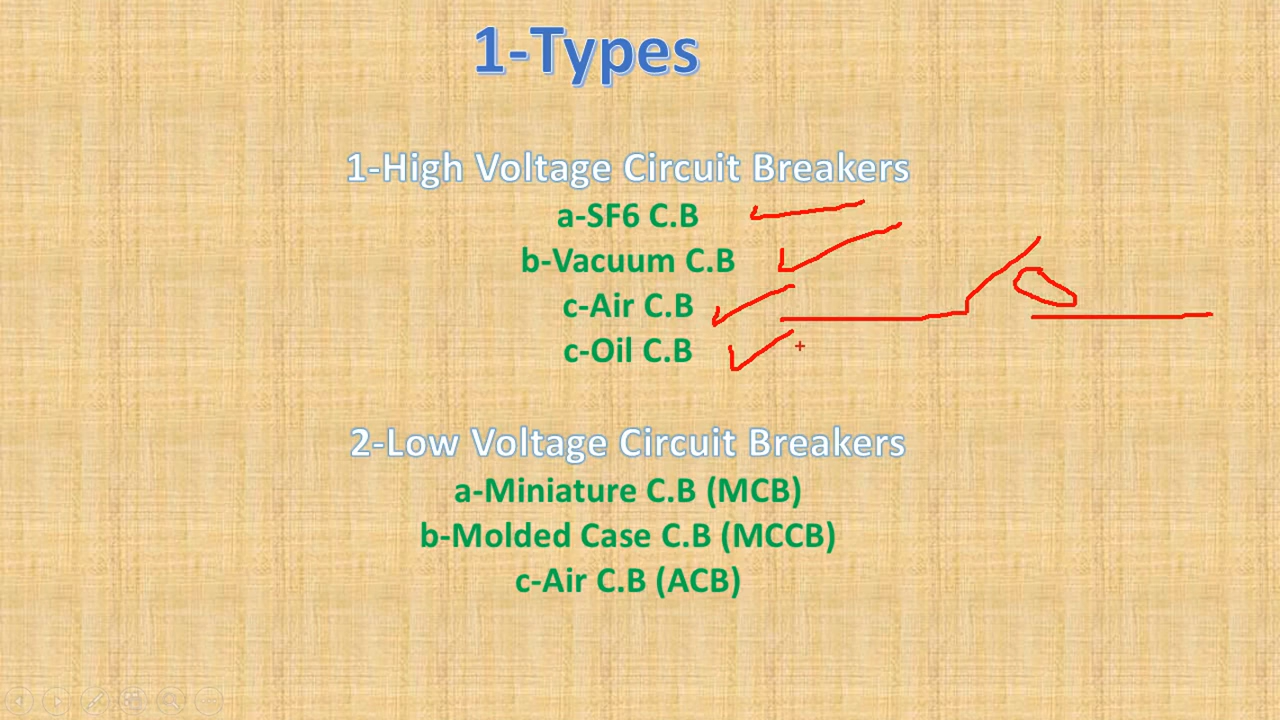 1-Types
1-High Voltage Circuit Breakers
a-SF6 C.B
b-Vacuum C.B
c-Air C.B
c-Oil C.B
2-Low Voltage Circuit Breakers
a-Miniature C.B (MCB)
b-Molded Case C.B (MCCB)
c-Air C.B (ACB)